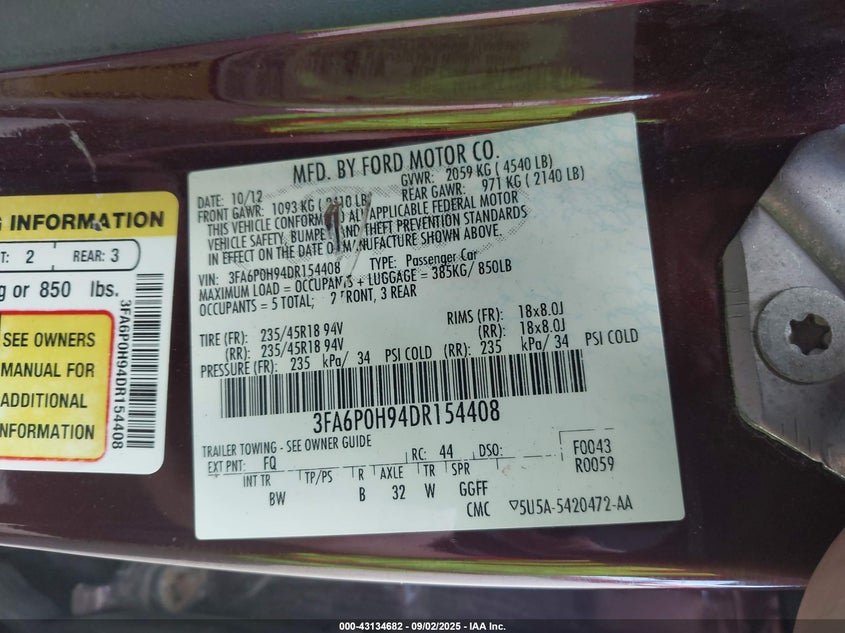 G INFORMATION
T: 2 REAR: 3
g or 850 lbs.
SEE OWNERS
MANUAL FOR
ADDITIONAL
INFORMATION
3FA6P0H94DR154408
MFD. BY FORD MOTOR CO.
DATE: 10/12 GVWR: 2059 KG ( 4540 LB)
FRONT GAWR: 1093 KG ( 2410 LB) REAR GAWR: 971 KG ( 2140 LB)
THIS VEHICLE CONFORMS TO ALL APPLICABLE FEDERAL MOTOR
VEHICLE SAFETY, BUMPER, AND THEFT PREVENTION STANDARDS
IN EFFECT ON THE DATE OF MANUFACTURE SHOWN ABOVE.
VIN: 3FA6P0H94DR154408 TYPE: Passenger Car
MAXIMUM LOAD = OCCUPANTS + LUGGAGE = 385KG/ 850LB
OCCUPANTS = 5 TOTAL; 2 FRONT, 3 REAR
TIRE (FR): 235/45R18 94V RIMS (FR): 18x8.0J
(RR): 235/45R18 94V (RR): 18x8.0J
PRESSURE (FR): 235 kPa/ 34 PSI COLD (RR): 235 kPa/ 34 PSI COLD
3FA6P0H94DR154408
TRAILER TOWING - SEE OWNER GUIDE
EXT PNT: FQ RC: 44 DSO: F0043
R0059
INT TR TP/PS R AXLE TR SPR
BW B 32 W GGFF
CMC ▽5U5A-5420472-AA
000-43134682 - 09/02/2025 - IAA Inc.